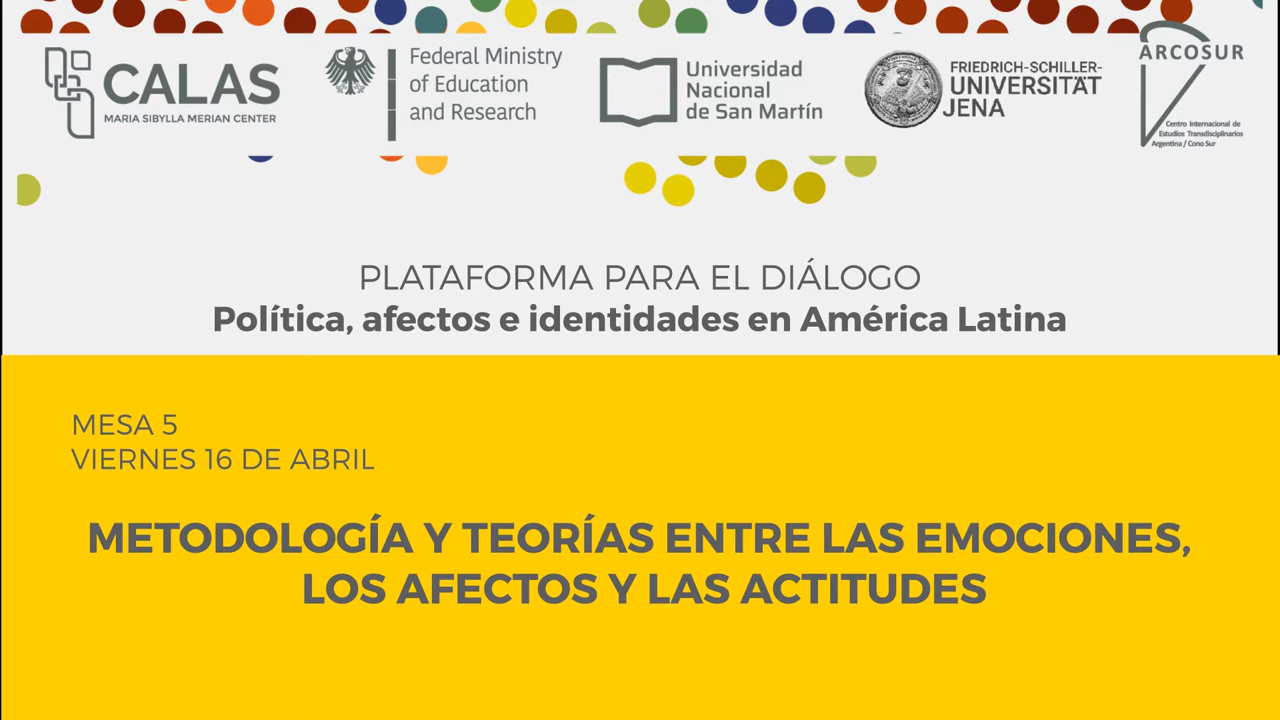 CALAS
MARIA SIBYLLA MERIAN CENTER
Federal Ministry
of Education
and Research
Universidad
Nacional
de San Martín
FRIEDRICH-SCHILLER-
UNIVERSITÄT
JENA
ARCOSUR
Centro Internacional de
Estudios Transdisciplinarios
Argentina / Cono Sur
PLATAFORMA PARA EL DIÁLOGO
Política, afectos e identidades en América Latina
MESA 5
VIERNES 16 DE ABRIL
METODOLOGÍA Y TEORÍAS ENTRE LAS EMOCIONES,
LOS AFECTOS Y LAS ACTITUDES